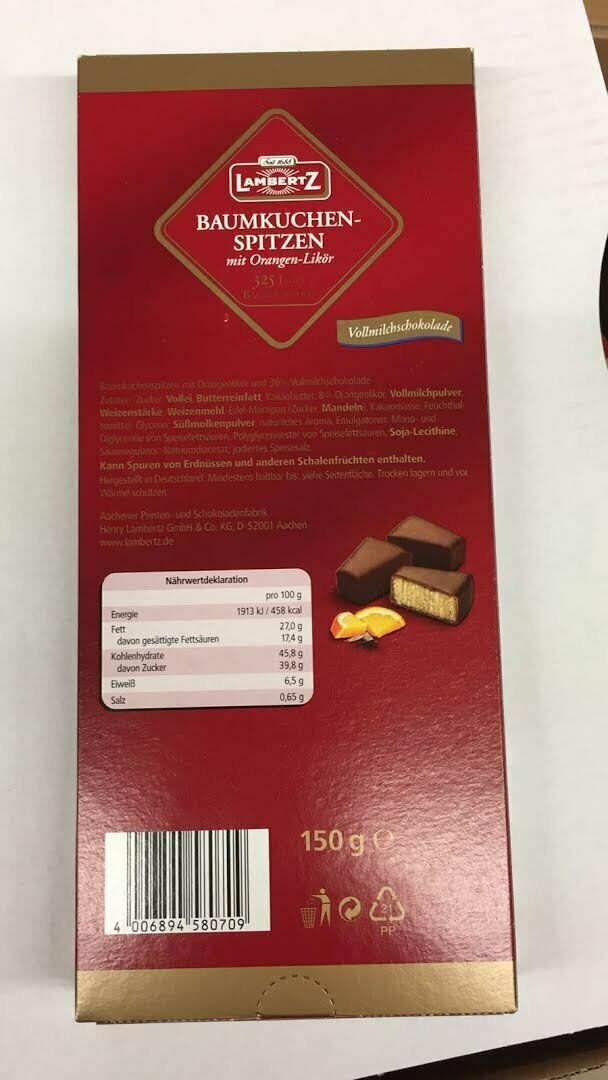 Seit 1688
LAMBERTZ
BAUMKUCHEN-
SPITZEN
mit Orangen-Likör
325
Vollmilchschokolade
Baumkuchenspitzen mit Orangenlikör und 36% Vollmilchschokolade
Zutaten: Zucker, Vollei, Butterreinfett, Kakaobutter, 8% Orangenlikör, Vollmilchpulver,
Weizenstärke, Weizenmehl, Edel-Marzipan (Zucker, Mandeln), Kakaomasse, Feuchthal-
temittel: Glycerin; Süßmolkenpulver, natürliches Aroma, Emulgatoren: Mono- und
Diglyceride von Speisefettsäuren, Polyglycerinester von Speisefettsäuren, Soja-Lecithine,
Säureregulator: Natriumdiacetat; jodiertes Speisesalz.
Kann Spuren von Erdnüssen und anderen Schalenfrüchten enthalten.
Hergestellt in Deutschland. Mindestens haltbar bis: siehe Seitenfläche. Trocken lagern und vor
Wärme schützen.
Aachener Printen- und Schokoladenfabrik
Henry Lambertz GmbH & Co. KG, D-52001 Aachen
www.lambertz.de
Nährwertdeklaration
pro 100 g
Energie 1913 kJ / 458 kcal
Fett 27,0 g
davon gesättigte Fettsäuren 17,4 g
Kohlenhydrate 45,8 g
davon Zucker 39,8 g
Eiweiß 6,5 g
Salz 0,65 g
150 g e
21
PP
4 006894 580709